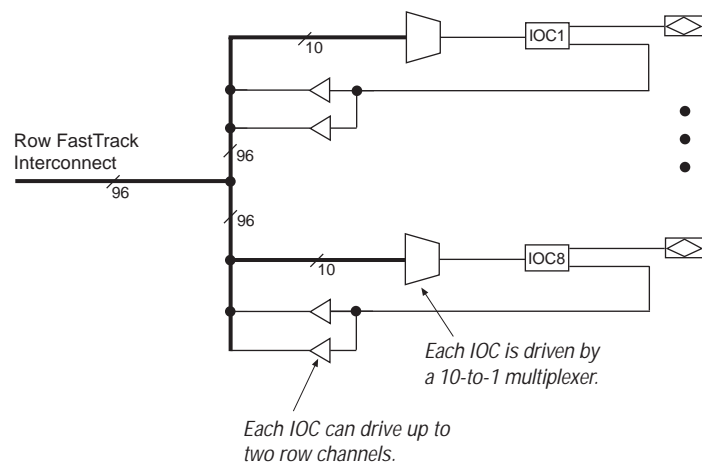 10
IOC1
Row FastTrack
Interconnect
96
96
96
10
IOC8
Each IOC is driven by
a 10-to-1 multiplexer.
Each IOC can drive up to
two row channels.